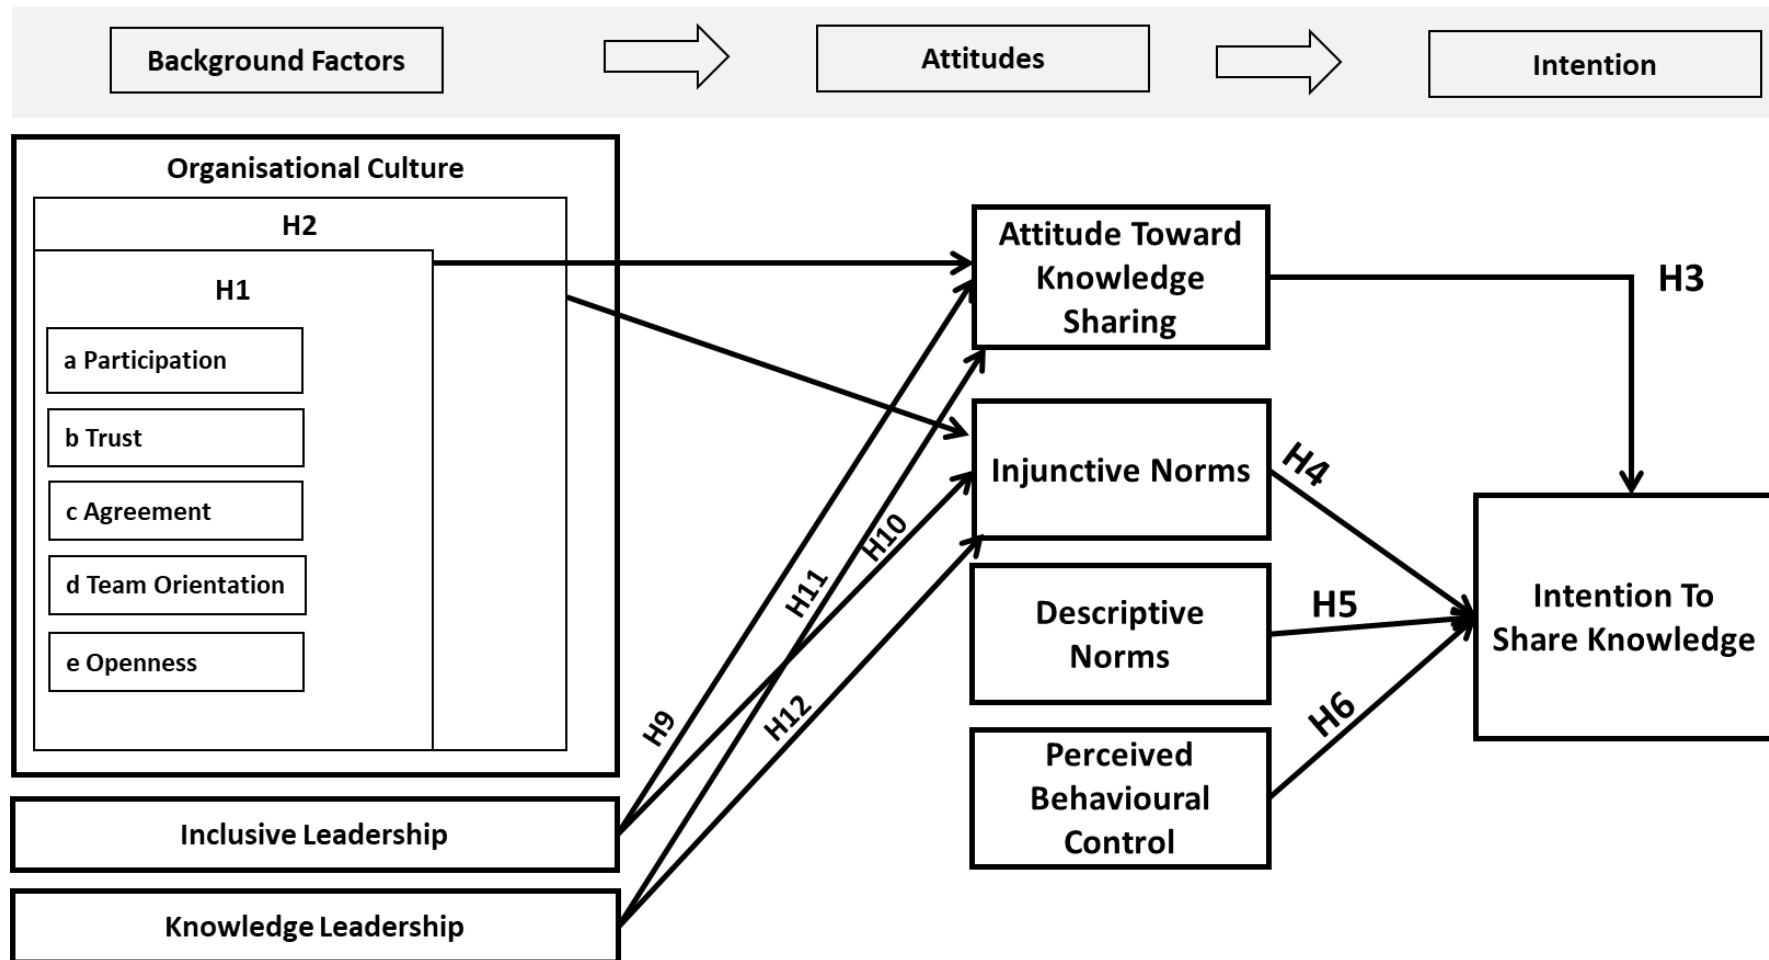 Background Factors
Attitudes
Intention
Organisational Culture
H2
H1
a Participation
b Trust
c Agreement
d Team Orientation
e Openness
Inclusive Leadership
Knowledge Leadership
H9
H10
H11
H12
Attitude Toward
Knowledge
Sharing
Injunctive Norms
Descriptive
Norms
Perceived
Behavioural
Control
H3
H4
H5
H6
Intention To
Share Knowledge